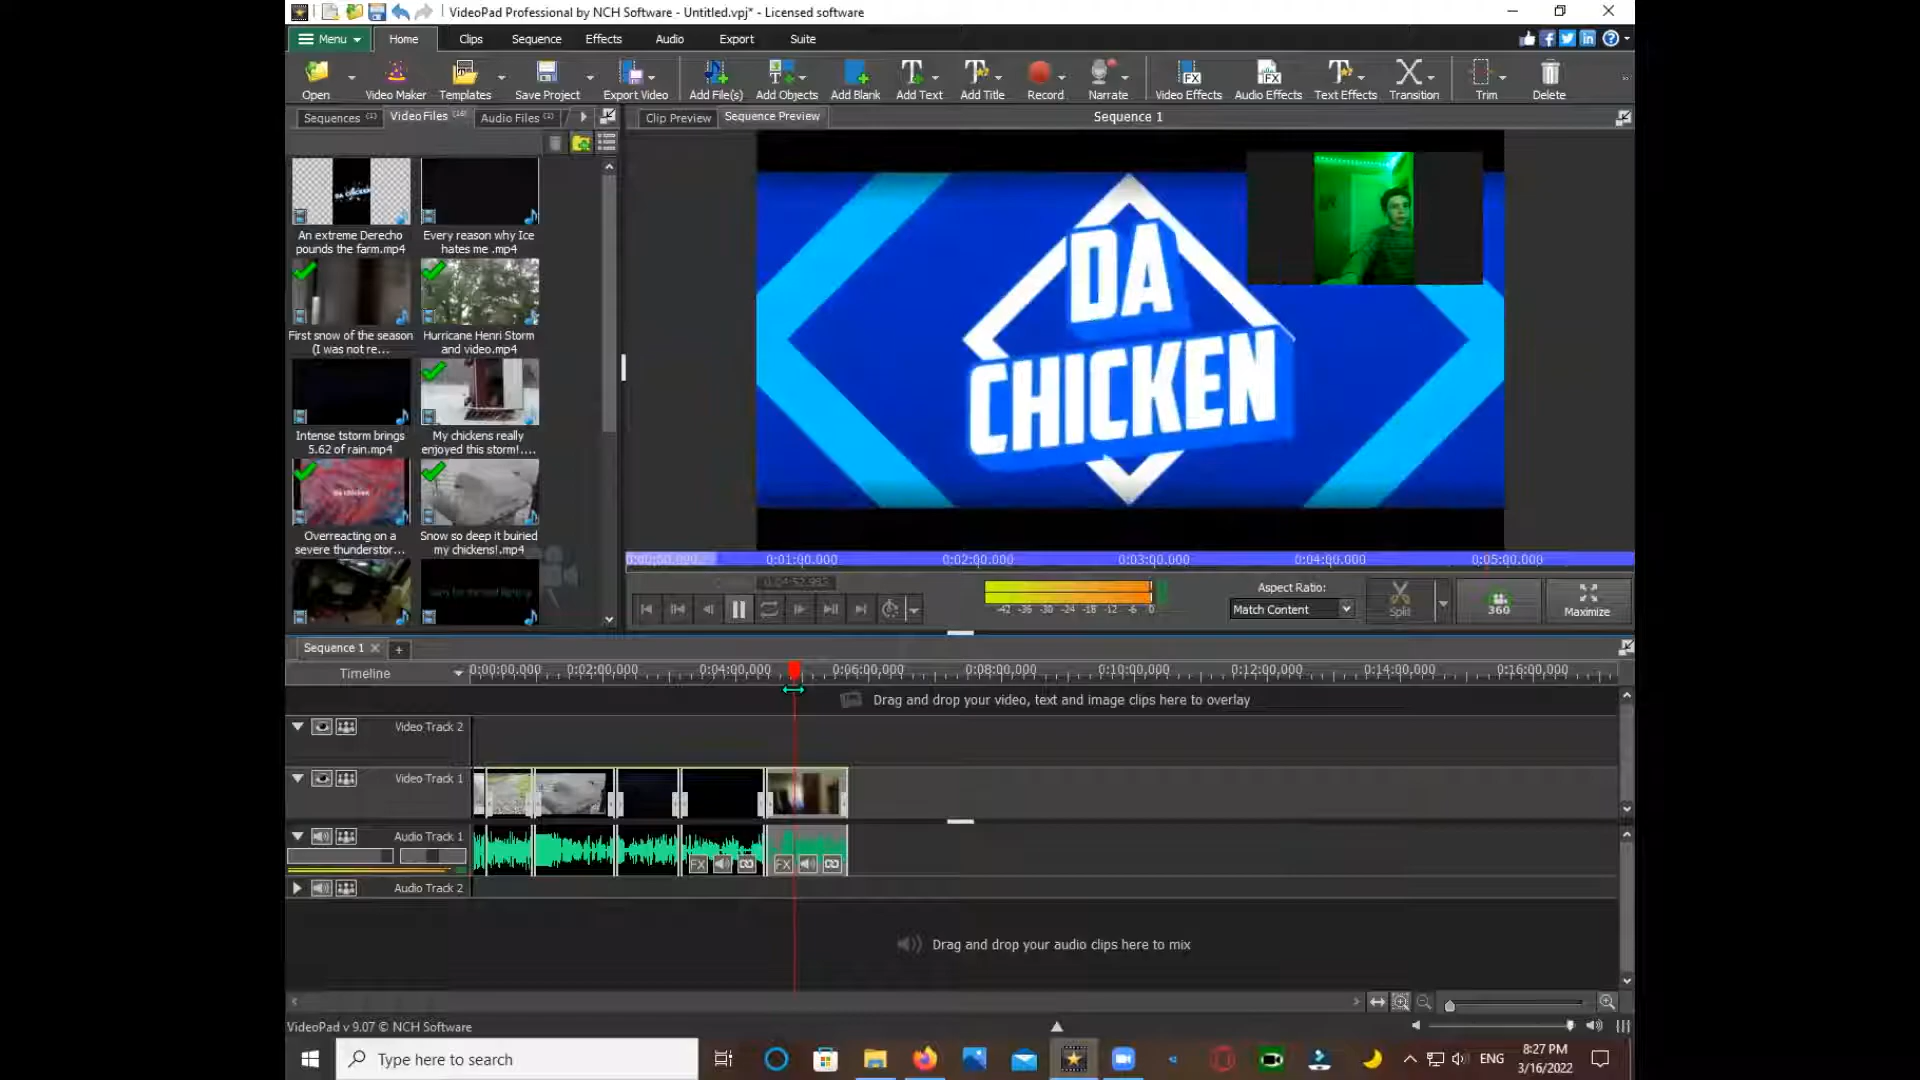 VideoPad Professional by NCH Software - Untitled.vpj* - Licensed software
Menu Home Clips Sequence Effects Audio Export Suite
Open Video Maker Templates Save Project Export Video Add File(s) Add Objects Add Blank Add Text Add Title Record Narrate Video Effects Audio Effects Text Effects Transition Trim Delete
Sequences (1) Video Files (16) Audio Files (2)
Clip Preview Sequence Preview Sequence 1
An extreme Derecho
pounds the farm.mp4
Every reason why Ice
hates me .mp4
First snow of the season
(I was not re...
Hurricane Henri Storm
and video.mp4
Intense tstorm brings
5.62 of rain.mp4
My chickens really
enjoyed this storm!....
Overreacting on a
severe thunderstor...
Snow so deep it buiried
my chickens!.mp4
DA
CHICKEN
0:00:00.000 0:01:00.000 0:02:00.000 0:03:00.000 0:04:00.000 0:05:00.000
-42 -36 -30 -24 -18 -12 -6 0
Aspect Ratio:
Match Content
Split
360
Maximize
Sequence 1
Timeline
0:00:00.000 0:02:00.000 0:04:00.000 0:06:00.000 0:08:00.000 0:10:00.000 0:12:00.000 0:14:00.000 0:16:00.000
Drag and drop your video, text and image clips here to overlay
Video Track 2
Video Track 1
Audio Track 1
FX FX
Audio Track 2
Drag and drop your audio clips here to mix
VideoPad v 9.07 © NCH Software
Type here to search
ENG
8:27 PM
3/16/2022